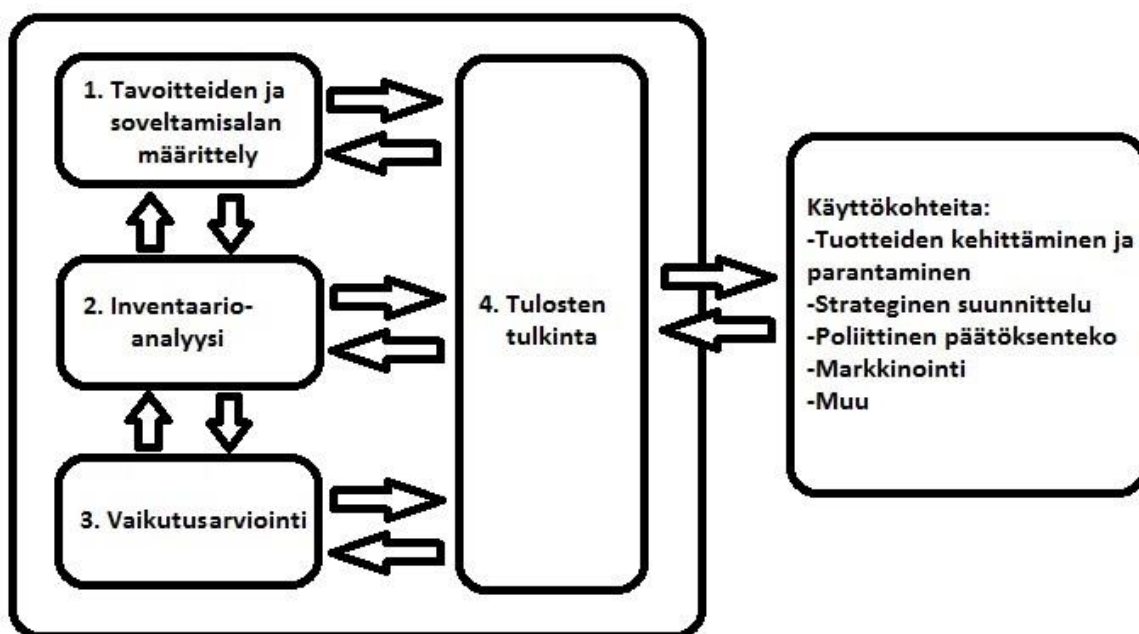 1. Tavoitteiden ja
soveltamisalan
määrittely
2. Inventaario-
analyysi
3. Vaikutusarviointi
4. Tulosten
tulkinta
Käyttökohteita:
-Tuotteiden kehittäminen ja
parantaminen
-Strateginen suunnittelu
-Poliittinen päätöksenteko
-Markkinointi
-Muu